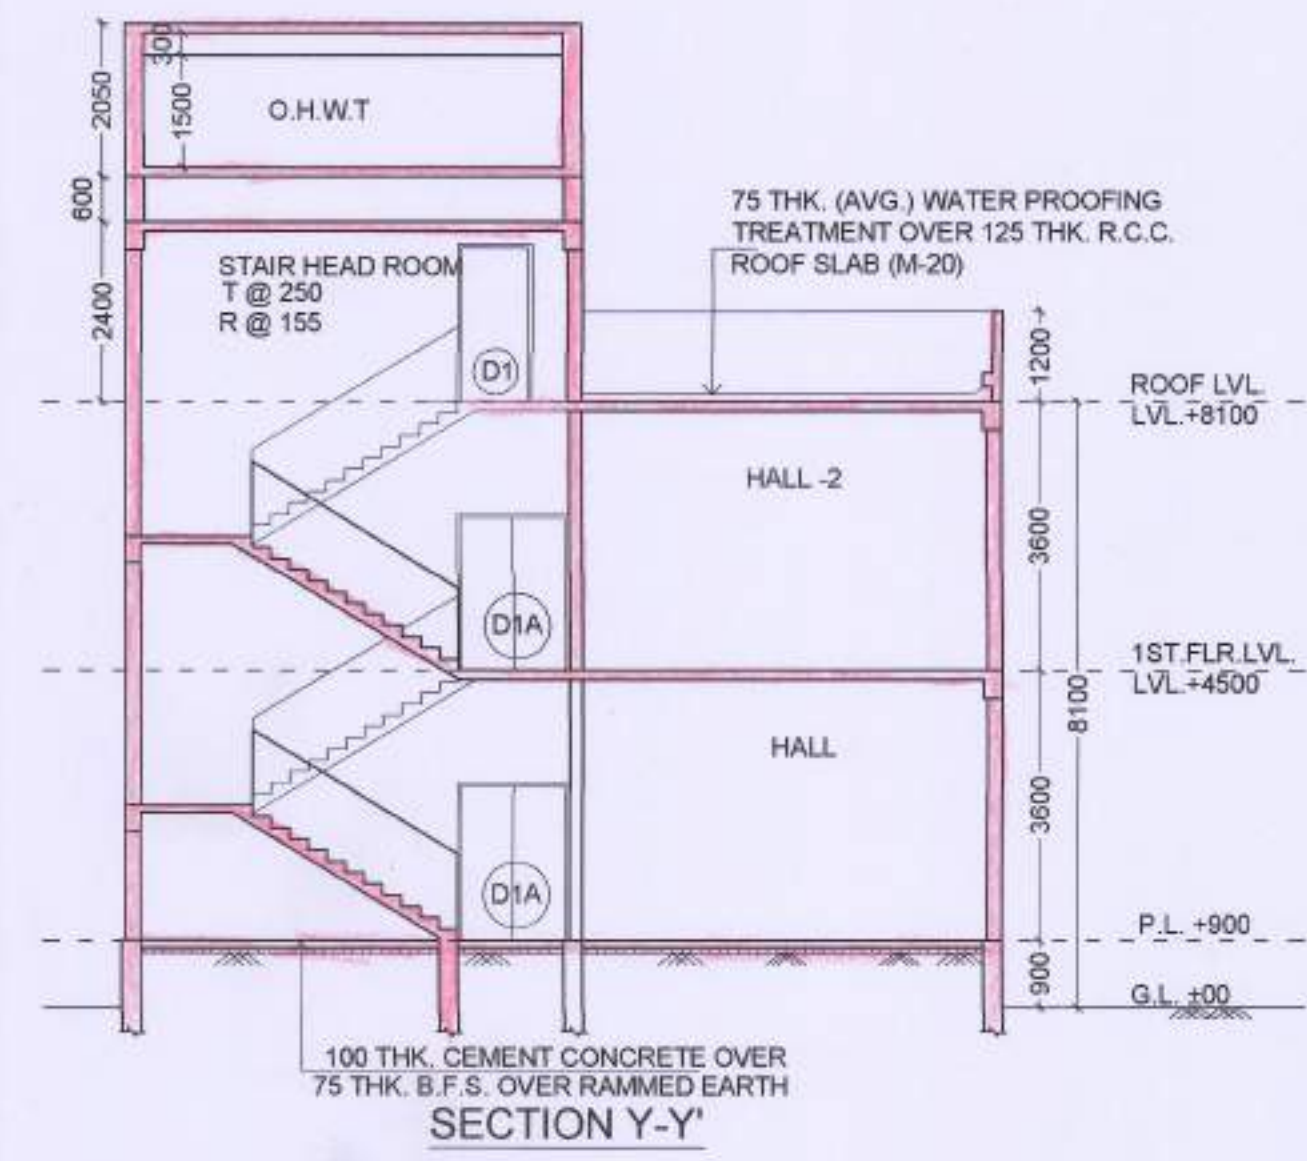 300
2050
1500
O.H.W.T
600
75 THK. (AVG.) WATER PROOFING
TREATMENT OVER 125 THK. R.C.C.
ROOF SLAB (M-20)
STAIR HEAD ROOM
T @ 250
R @ 155
2400
D1
1200
ROOF LVL.
LVL.+8100
HALL -2
3600
D1A
1ST.FLR.LVL.
LVL.+4500
8100
HALL
3600
D1A
P.L. +900
900
G.L. ±00
100 THK. CEMENT CONCRETE OVER
75 THK. B.F.S. OVER RAMMED EARTH
SECTION Y-Y'